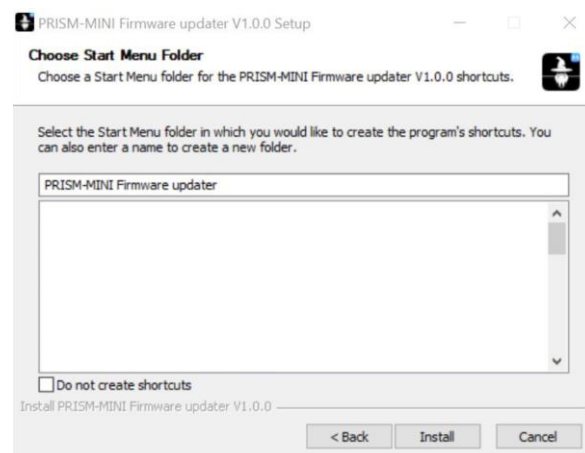 PRISM-MINI Firmware updater V1.0.0 Setup
Choose Start Menu Folder
Choose a Start Menu folder for the PRISM-MINI Firmware updater V1.0.0 shortcuts.
Select the Start Menu folder in which you would like to create the program's shortcuts. You
can also enter a name to create a new folder.
PRISM-MINI Firmware updater
Do not create shortcuts
Install PRISM-MINI Firmware updater V1.0.0
< Back Install Cancel